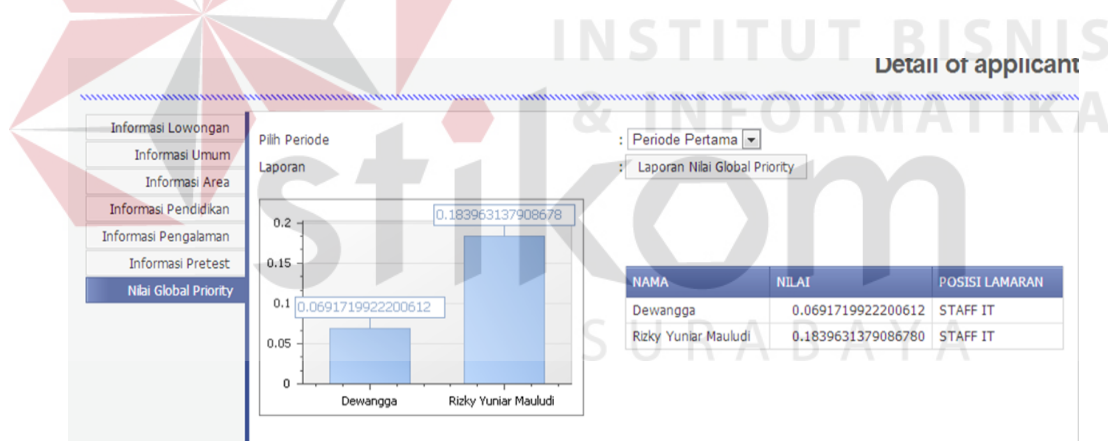 INSTITUT BISNIS
& INFORMATIKA
stikom
SURABAYA
Detail of applicant
Informasi Lowongan
Informasi Umum
Informasi Area
Informasi Pendidikan
Informasi Pengalaman
Informasi Pretest
Nilai Global Priority
Pilih Periode : Periode Pertama
Laporan : Laporan Nilai Global Priority
0.2
0.15
0.1
0.05
0
0.183963137908678
0.0691719922200612
Dewangga Rizky Yuniar Mauludi
NAMA NILAI POSISI LAMARAN
Dewangga 0.0691719922200612 STAFF IT
Rizky Yuniar Mauludi 0.1839631379086780 STAFF IT